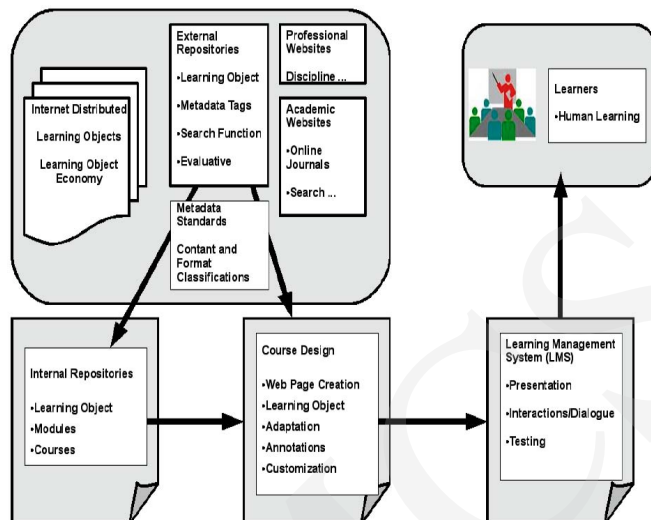 Internet Distributed
Learning Objects
Learning Object
Economy
External
Repositories
•Learning Object
•Metadata Tags
•Search Function
•Evaluative
Professional
Websites
Discipline ...
Academic
Websites
•Online
Journals
•Search ...
Metadata
Standards
Contant and
Format
Classifications
Learners
•Human Learning
Internal Repositories
•Learning Object
•Modules
•Courses
Course Design
•Web Page Creation
•Learning Object
•Adaptation
•Annotations
•Customization
Learning Management
System (LMS)
•Presentation
•Interactions/Dialogue
•Testing